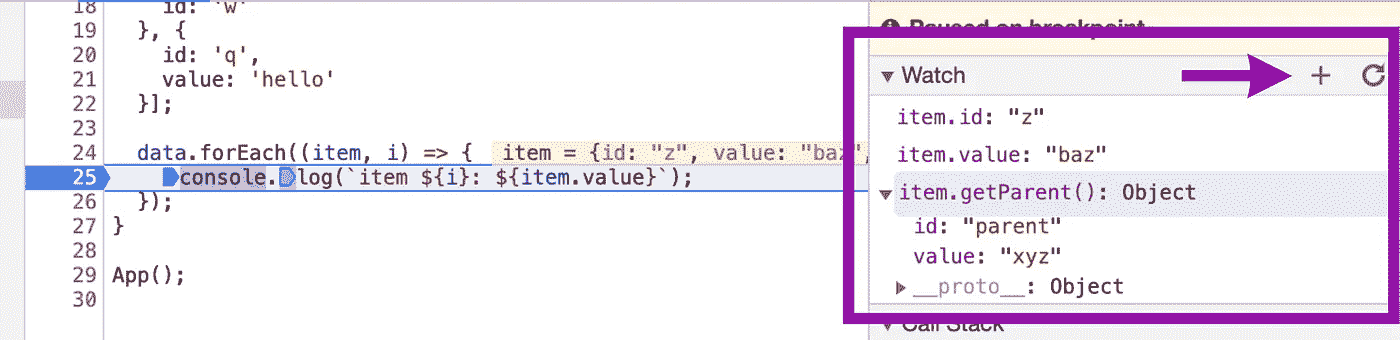 18 id: 'w'
19 }, {
20 id: 'q',
21 value: 'hello'
22 }];
23
24 data.forEach((item, i) => { item = {id: "z", value: "baz",
25 console.log(`item ${i}: ${item.value}`);
26 });
27 }
28
29 App();
30
Paused on breakpoint
Watch
item.id: "z"
item.value: "baz"
item.getParent(): Object
id: "parent"
value: "xyz"
__proto__: Object
Call Stack